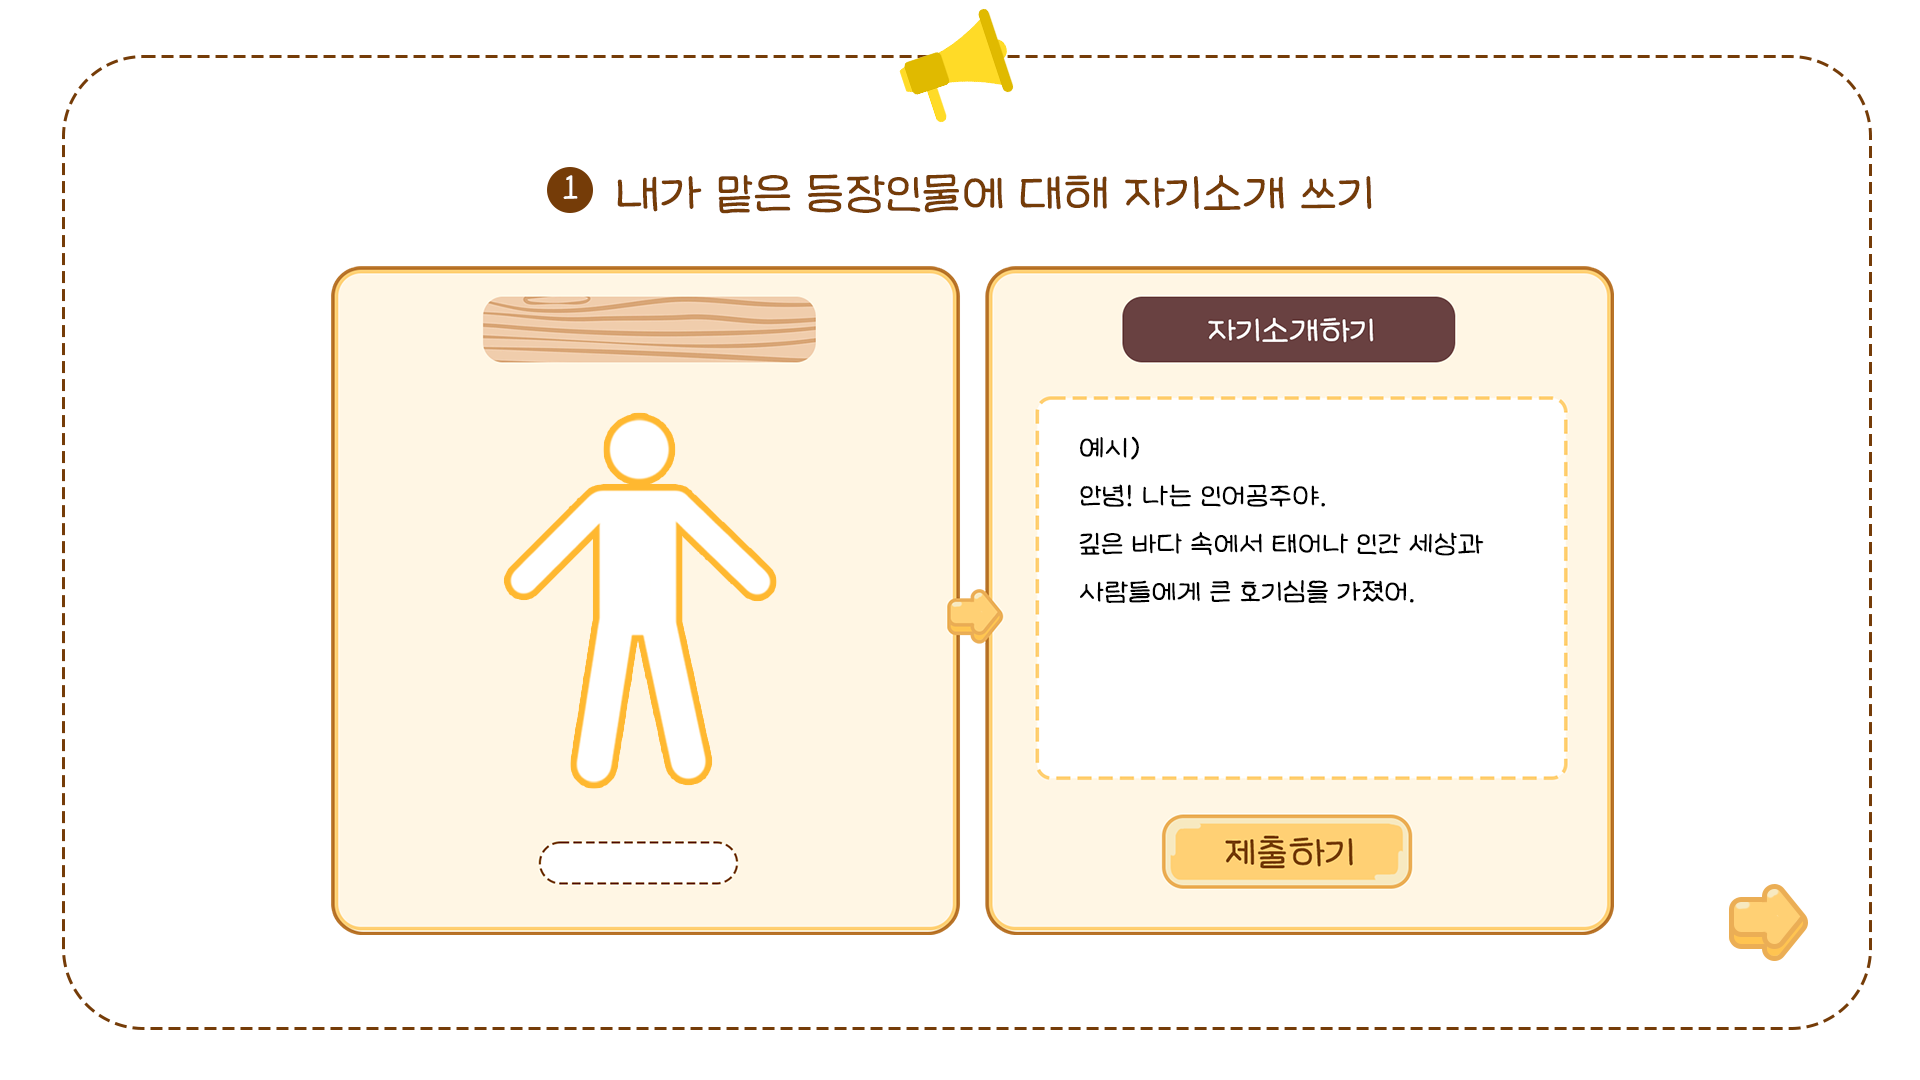 1 내가 맡은 등장인물에 대해 자기소개 쓰기
자기소개하기
예시)
안녕! 나는 인어공주야.
깊은 바다 속에서 태어나 인간 세상과
사람들에게 큰 호기심을 가졌어.
제출하기